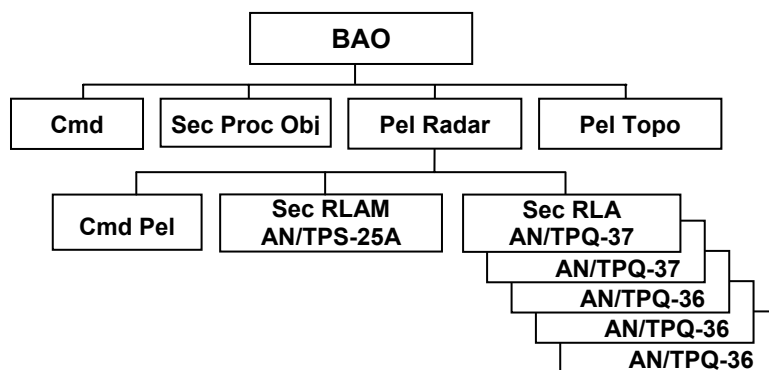 BAO
Cmd
Sec Proc Obj
Pel Radar
Pel Topo
Cmd Pel
Sec RLAM
AN/TPS-25A
Sec RLA
AN/TPQ-37
AN/TPQ-37
AN/TPQ-36
AN/TPQ-36
AN/TPQ-36